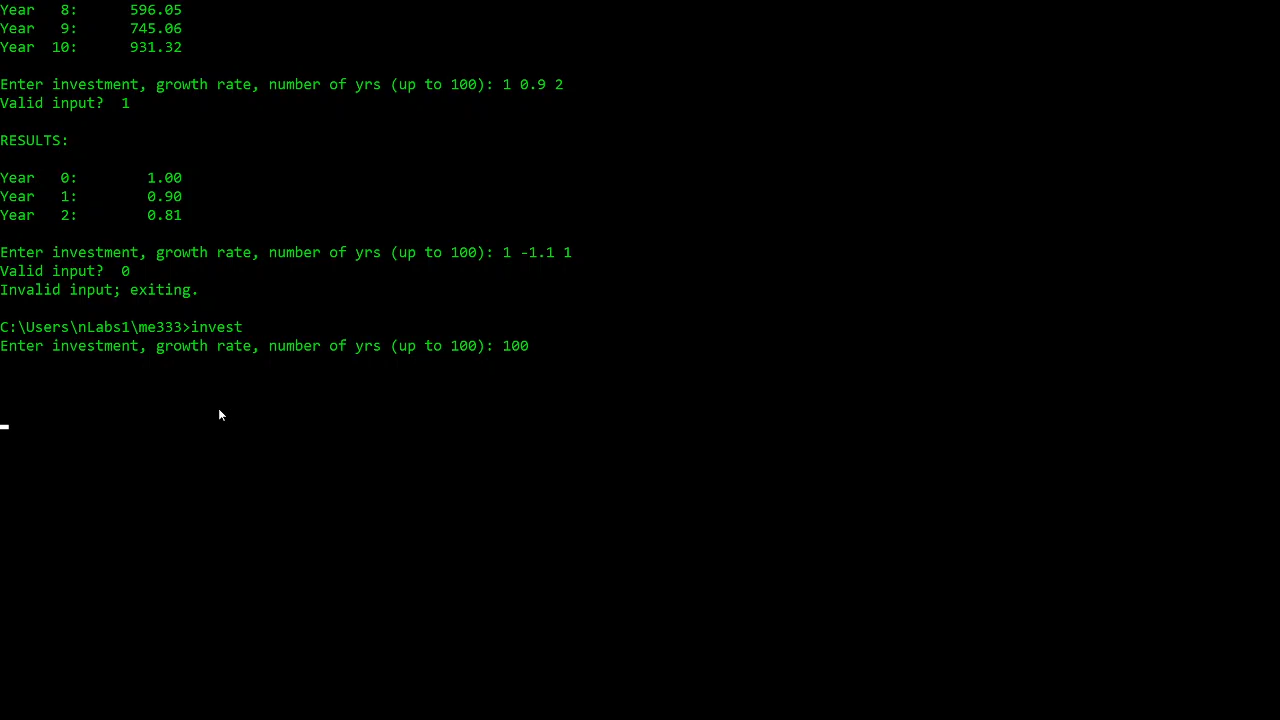 Year   8:      596.05
Year   9:      745.06
Year  10:      931.32
Enter investment, growth rate, number of yrs (up to 100): 1 0.9 2
Valid input?  1
RESULTS:
Year   0:        1.00
Year   1:        0.90
Year   2:        0.81
Enter investment, growth rate, number of yrs (up to 100): 1 -1.1 1
Valid input?  0
Invalid input; exiting.
C:\Users\nLabs1\me333>invest
Enter investment, growth rate, number of yrs (up to 100): 100